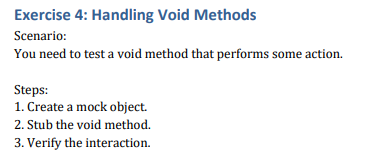 Exercise 4: Handling Void Methods
Scenario:
You need to test a void method that performs some action.
Steps:
1. Create a mock object.
2. Stub the void method.
3. Verify the interaction.